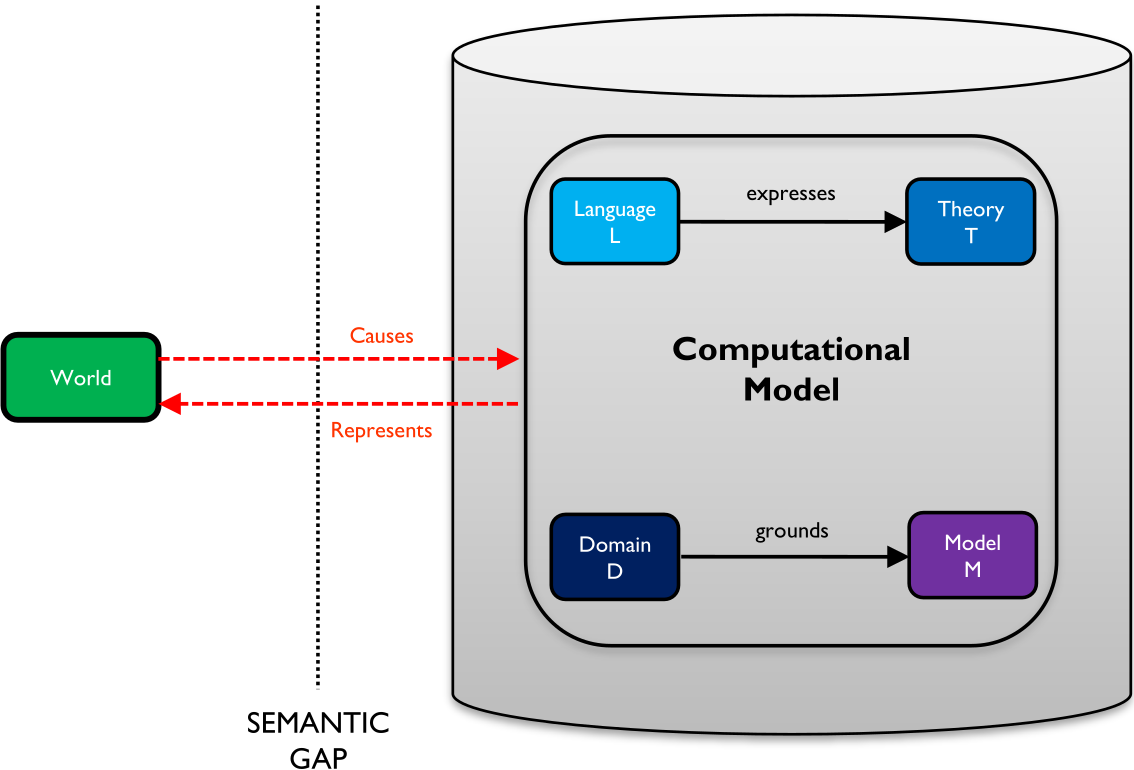 expresses
Language
L
Theory
T
Causes
Computational
Model
World
Represents
grounds
Domain
D
Model
M
SEMANTIC
GAP